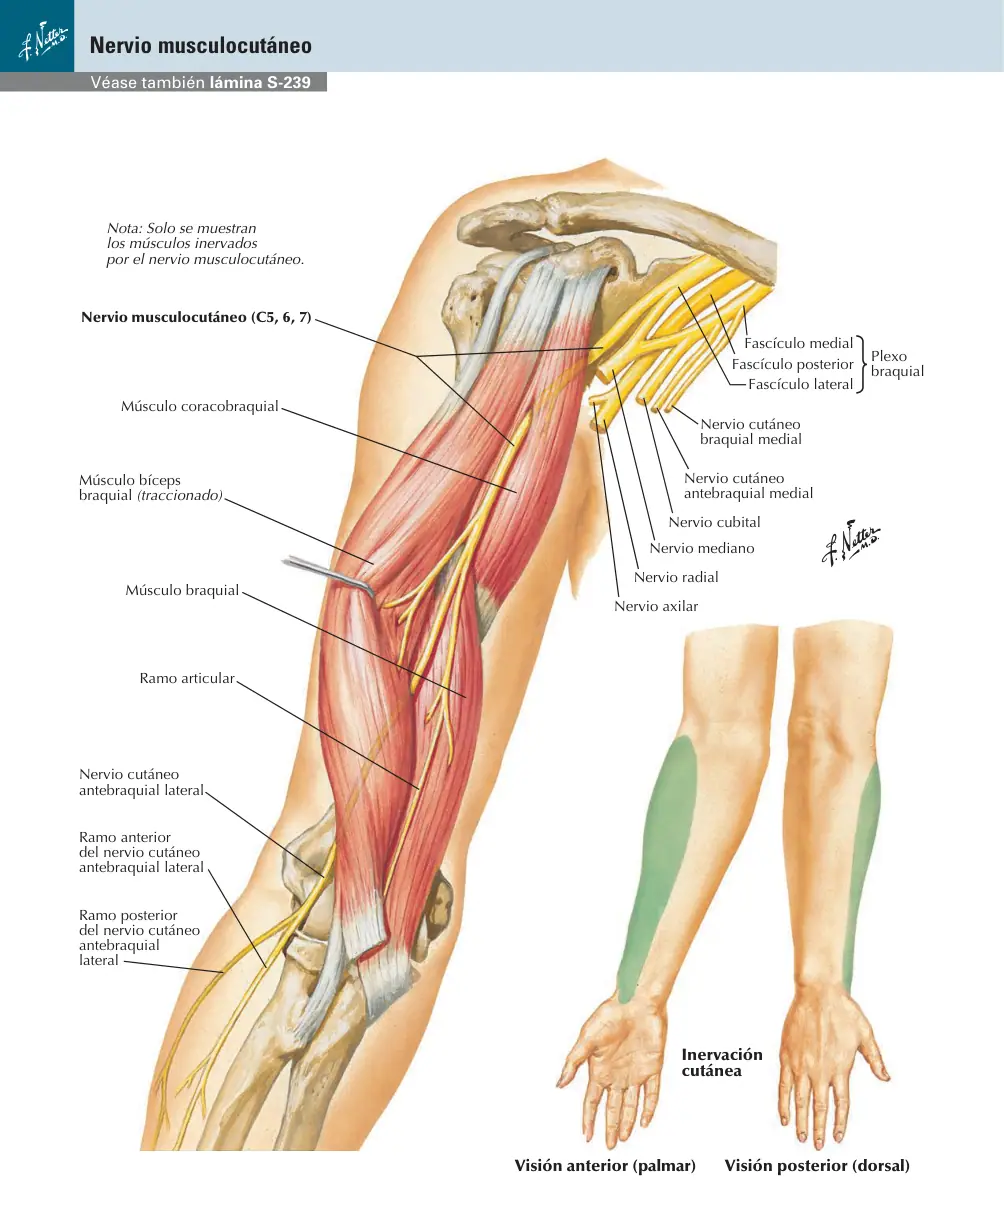 F. Netter M.D.
Nervio musculocutáneo
Véase también lámina S-239
Nota: Solo se muestran
los músculos inervados
por el nervio musculocutáneo.
Nervio musculocutáneo (C5, 6, 7)
Músculo coracobraquial
Músculo bíceps
braquial (traccionado)
Músculo braquial
Ramo articular
Nervio cutáneo
antebraquial lateral
Ramo anterior
del nervio cutáneo
antebraquial lateral
Ramo posterior
del nervio cutáneo
antebraquial
lateral
Fascículo medial
Fascículo posterior
Fascículo lateral
Plexo
braquial
Nervio cutáneo
braquial medial
Nervio cutáneo
antebraquial medial
Nervio cubital
Nervio mediano
Nervio radial
Nervio axilar
F. Netter M.D.
Inervación
cutánea
Visión anterior (palmar)
Visión posterior (dorsal)